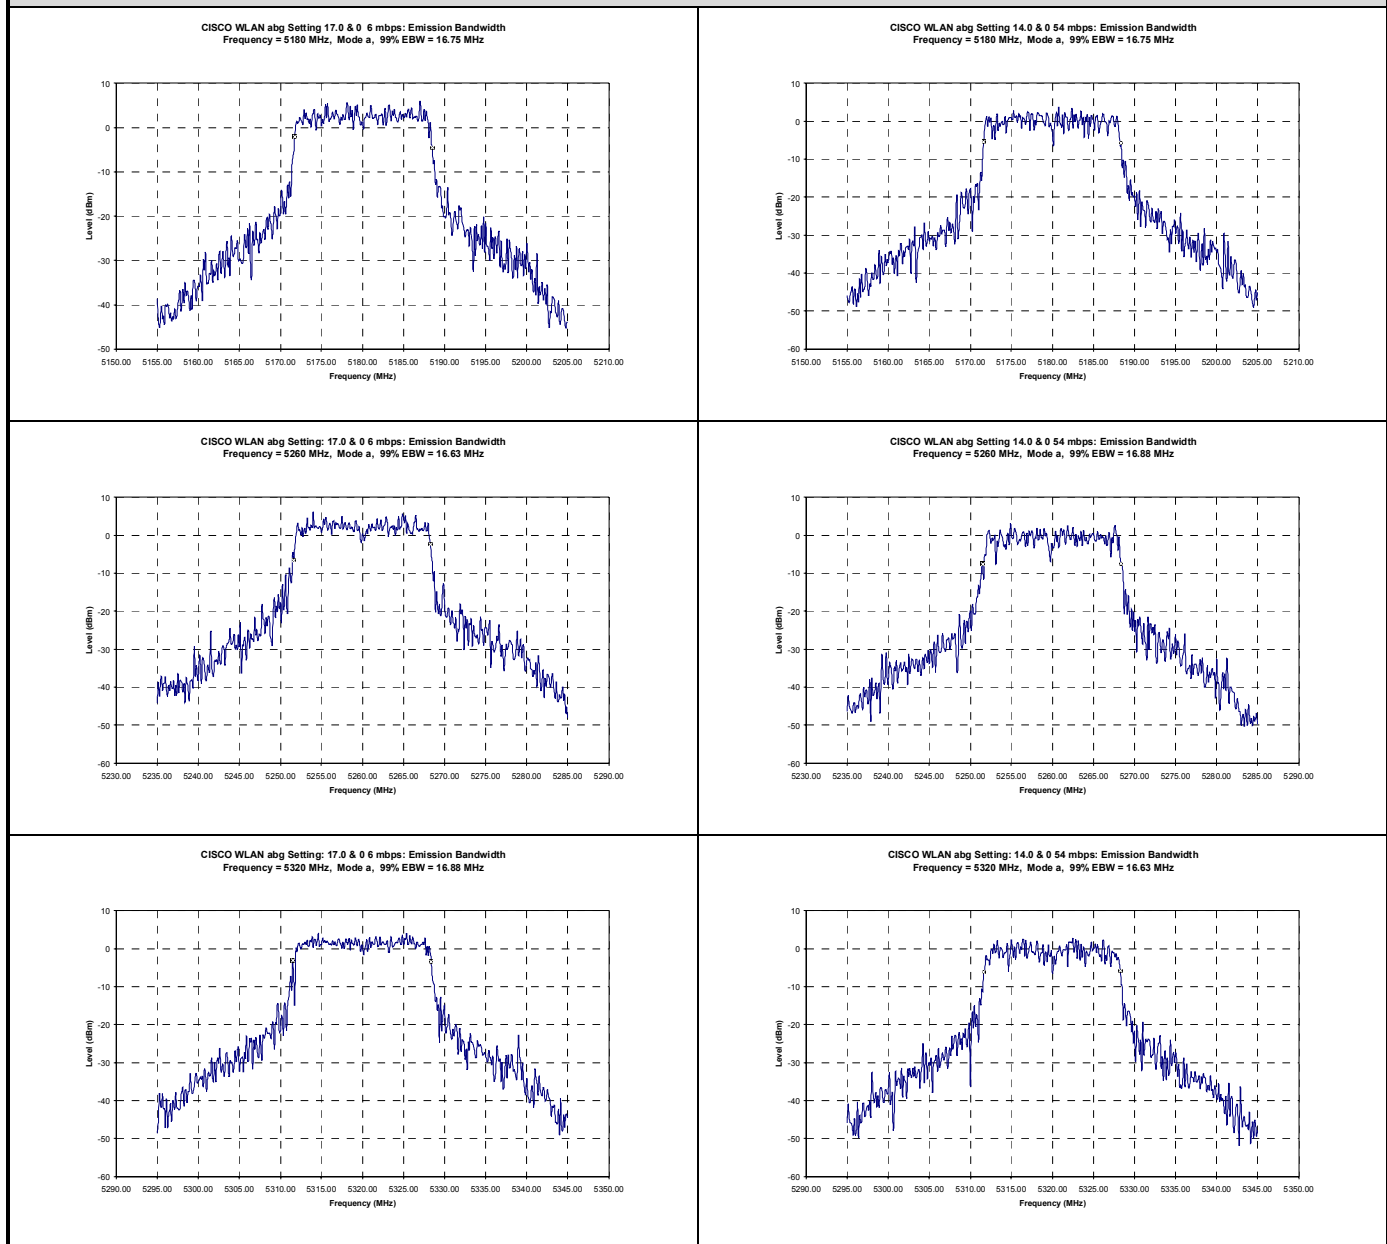 CISCO WLAN abg Setting 17.0 & 0 6 mbps: Emission Bandwidth
Frequency = 5180 MHz, Mode a, 99% EBW = 16.75 MHz
10
0
-10
-20
-30
-40
-50
Level (dBm)
5150.00 5155.00 5160.00 5165.00 5170.00 5175.00 5180.00 5185.00 5190.00 5195.00 5200.00 5205.00 5210.00
Frequency (MHz)
CISCO WLAN abg Setting 14.0 & 0 54 mbps: Emission Bandwidth
Frequency = 5180 MHz, Mode a, 99% EBW = 16.75 MHz
10
0
-10
-20
-30
-40
-50
-60
Level (dBm)
5150.00 5155.00 5160.00 5165.00 5170.00 5175.00 5180.00 5185.00 5190.00 5195.00 5200.00 5205.00 5210.00
Frequency (MHz)
CISCO WLAN abg Setting: 17.0 & 0 6 mbps: Emission Bandwidth
Frequency = 5260 MHz, Mode a, 99% EBW = 16.63 MHz
10
0
-10
-20
-30
-40
-50
-60
Level (dBm)
5230.00 5235.00 5240.00 5245.00 5250.00 5255.00 5260.00 5265.00 5270.00 5275.00 5280.00 5285.00 5290.00
Frequency (MHz)
CISCO WLAN abg Setting 14.0 & 0 54 mbps: Emission Bandwidth
Frequency = 5260 MHz, Mode a, 99% EBW = 16.88 MHz
10
0
-10
-20
-30
-40
-50
-60
Level (dBm)
5230.00 5235.00 5240.00 5245.00 5250.00 5255.00 5260.00 5265.00 5270.00 5275.00 5280.00 5285.00 5290.00
Frequency (MHz)
CISCO WLAN abg Setting: 17.0 & 0 6 mbps: Emission Bandwidth
Frequency = 5320 MHz, Mode a, 99% EBW = 16.88 MHz
10
0
-10
-20
-30
-40
-50
-60
Level (dBm)
5290.00 5295.00 5300.00 5305.00 5310.00 5315.00 5320.00 5325.00 5330.00 5335.00 5340.00 5345.00 5350.00
Frequency (MHz)
CISCO WLAN abg Setting: 14.0 & 0 54 mbps: Emission Bandwidth
Frequency = 5320 MHz, Mode a, 99% EBW = 16.63 MHz
10
0
-10
-20
-30
-40
-50
-60
Level (dBm)
5290.00 5295.00 5300.00 5305.00 5310.00 5315.00 5320.00 5325.00 5330.00 5335.00 5340.00 5345.00 5350.00
Frequency (MHz)